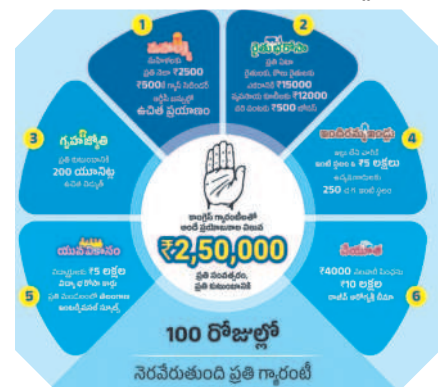 1
మహాలక్ష్మి
మహిళలకు
ప్రతి నెలా ₹2500
₹500కే గ్యాస్ సిలిండర్
ఆర్టీసీ బస్సుల్లో
ఉచిత ప్రయాణం
2
రైతు భరోసా
ప్రతి ఏటా
రైతులకు, కౌలు రైతులకు
ఎకరానికి ₹15000
వ్యవసాయ కూలీలకు ₹12000
వరి పంటకు ₹500 బోనస్
3
గృహజ్యోతి
ప్రతి కుటుంబానికి
200 యూనిట్ల
ఉచిత విద్యుత్
4
ఇందిరమ్మ ఇండ్లు
ఇల్లు లేని వారికి
ఇంటి స్థలం & ₹5 లక్షలు
ఉద్యమకారులకు
250 చ.గ. ఇంటి స్థలం
5
యువ వికాసం
విద్యార్థులకు ₹5 లక్షల
విద్యా భరోసా కార్డు
ప్రతి మండలంలో తెలంగాణ
ఇంటర్నేషనల్ స్కూల్స్
6
చేయూత
₹4000 నెలవారీ పింఛను
₹10 లక్షల
రాజీవ్ ఆరోగ్యశ్రీ బీమా
కాంగ్రెస్ గ్యారంటీలతో
అందే ప్రయోజనాల విలువ
₹2,50,000
ప్రతి సంవత్సరం,
ప్రతి కుటుంబానికి
100 రోజుల్లో
నెరవేరుతుంది ప్రతి గ్యారంటీ